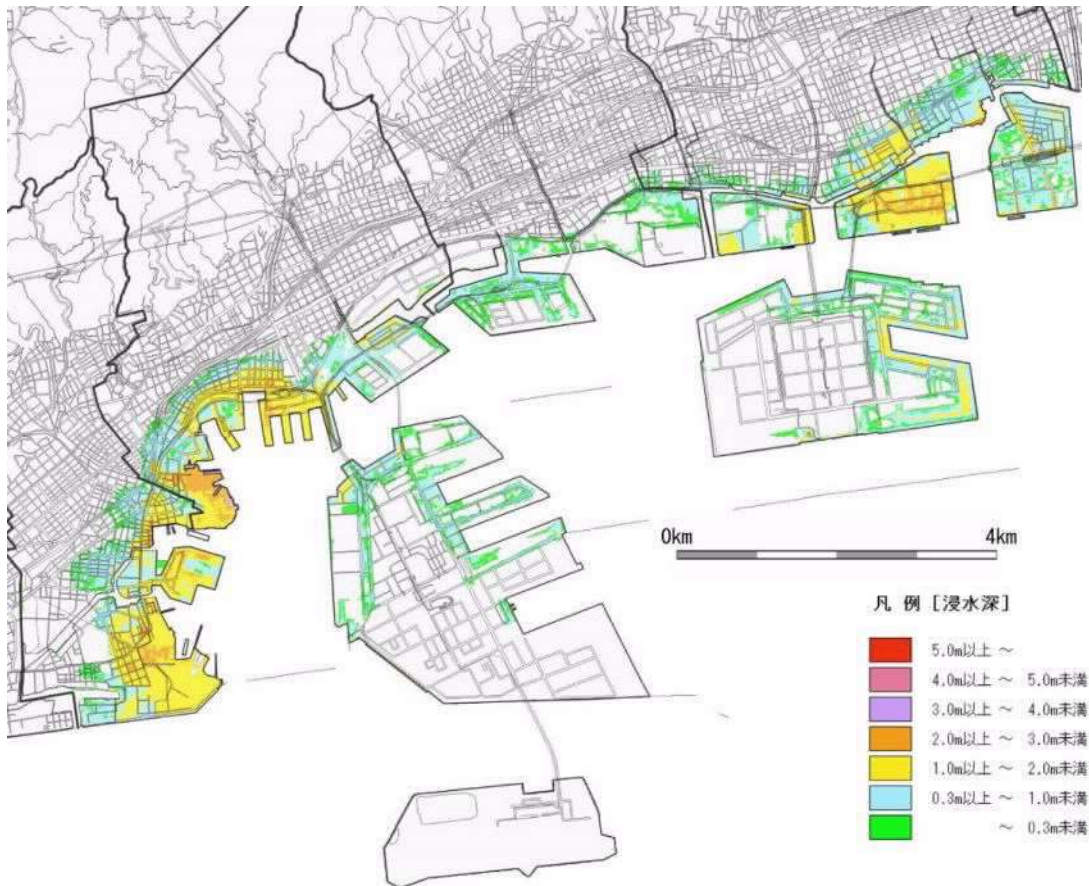 0km 4km
凡 例 [浸水深]
5.0m以上 ~
4.0m以上 ~ 5.0m未満
3.0m以上 ~ 4.0m未満
2.0m以上 ~ 3.0m未満
1.0m以上 ~ 2.0m未満
0.3m以上 ~ 1.0m未満
~ 0.3m未満